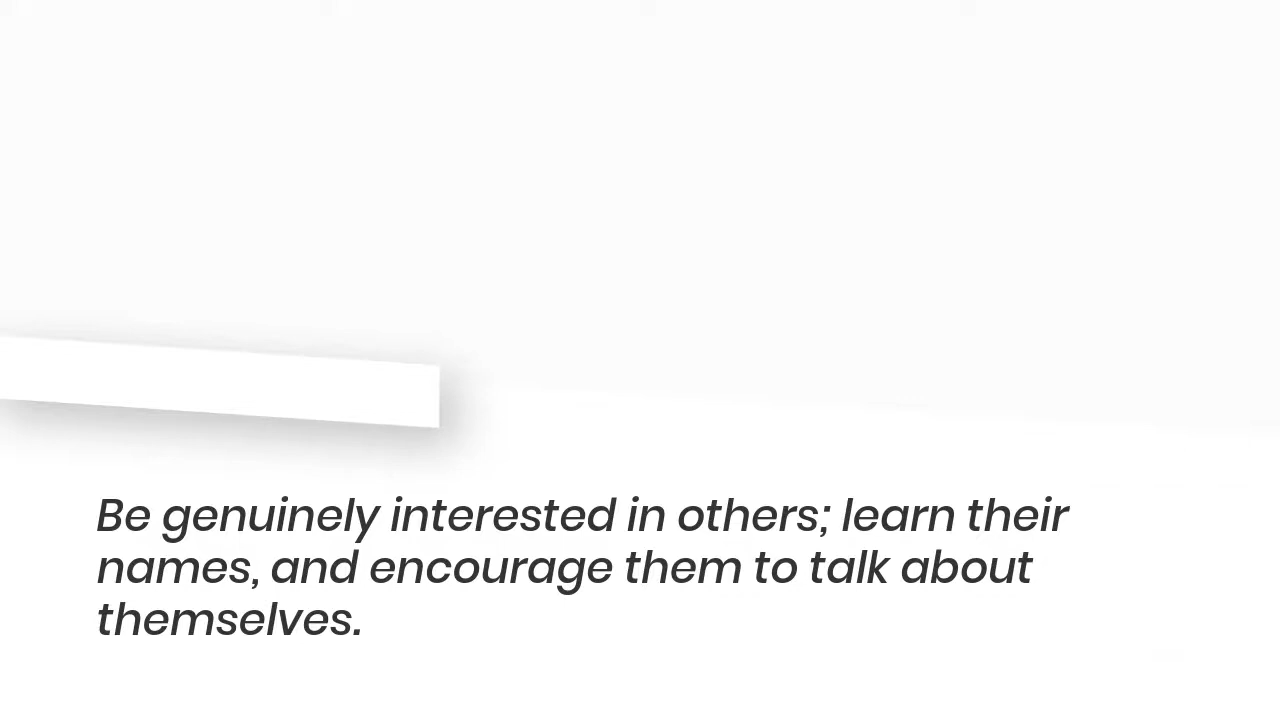 Be genuinely interested in others; learn their
names, and encourage them to talk about
themselves.